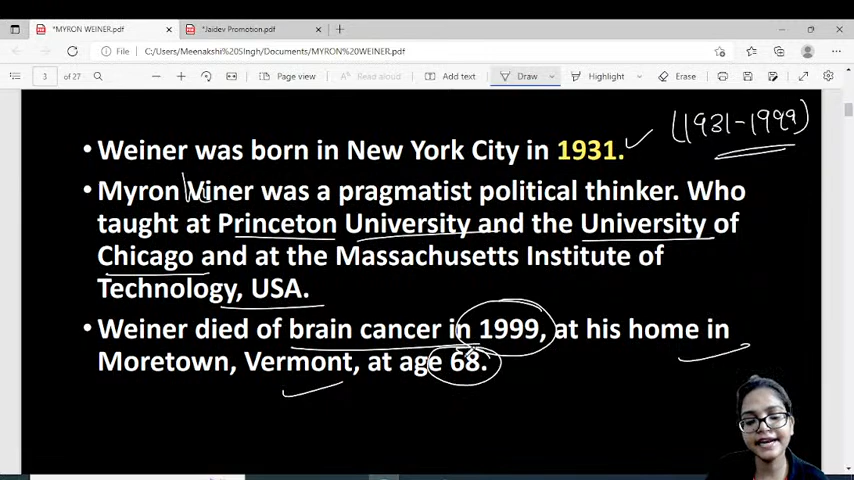 *MYRON WEINER.pdf
*Jaidev Promotion.pdf
File
C:/Users/Meenakshi%20SIngh/Documents/MYRON%20WEINER.pdf
3 of 27
Page view
Read aloud
Add text
Draw
Highlight
Erase
(1931-1999)
• Weiner was born in New York City in 1931.
• Myron Viner was a pragmatist political thinker. Who
taught at Princeton University and the University of
Chicago and at the Massachusetts Institute of
Technology, USA.
• Weiner died of brain cancer in 1999, at his home in
Moretown, Vermont, at age 68.